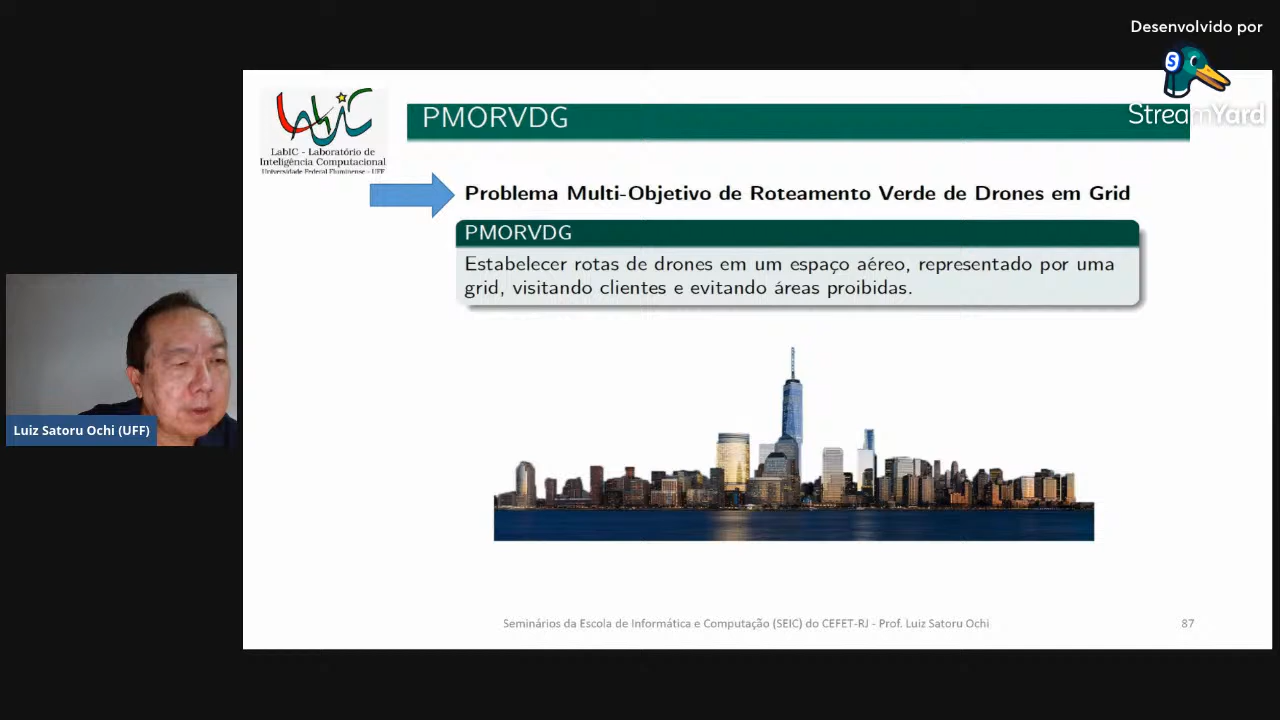 Desenvolvido por
S
StreamYard
LabIC
LabIC - Laboratório de
Inteligência Computacional
Universidade Federal Fluminense - UFF
PMORVDG
Problema Multi-Objetivo de Roteamento Verde de Drones em Grid
PMORVDG
Estabelecer rotas de drones em um espaço aéreo, representado por uma
grid, visitando clientes e evitando áreas proibidas.
Luiz Satoru Ochi (UFF)
Seminários da Escola de Informática e Computação (SEIC) do CEFET-RJ - Prof. Luiz Satoru Ochi
87